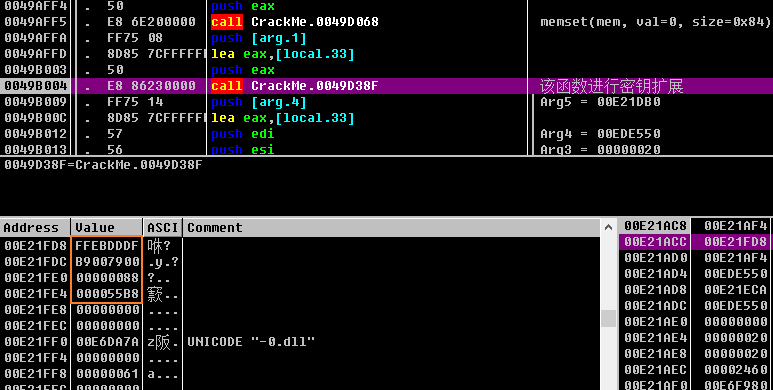 0049AFF4 . 50 push eax
0049AFF5 . E8 6E200000 call CrackMe.0049D068 memset(mem, val=0, size=0x84)
0049AFFA . FF75 08 push [arg.1]
0049AFFD . 8D85 7CFFFFFF lea eax,[local.33]
0049B003 . 50 push eax
0049B004 . E8 86230000 call CrackMe.0049D38F 该函数进行密钥扩展
0049B009 . FF75 14 push [arg.4] Arg5 = 00E21DB0
0049B00C . 8D85 7CFFFFFF lea eax,[local.33]
0049B012 . 57 push edi Arg4 = 00EDE550
0049B013 . 56 push esi Arg3 = 00000020
0049D38F=CrackMe.0049D38F
Address Value ASCI Comment
00E21FD8 FFEBDDDF 咻?
00E21FDC B9007900 .y.?
00E21FE0 00000088 ?..
00E21FE4 000055B8 ..
00E21FE8 00000000 ....
00E21FEC 00000000 ....
00E21FF0 00E6DA7A z阪. UNICODE "-0.dll"
00E21FF4 00000000 ....
00E21FF8 00000061 a...
00E21FFC 00000000 ....
00E21AC8 00E21AF4
00E21ACC 00E21FD8
00E21AD0 00E21AF4
00E21AD4 00EDE550
00E21AD8 00E21ECA
00E21ADC 00EDE550
00E21AE0 00000000
00E21AE4 00000020
00E21AE8 00000020
00E21AEC 00002460
00E21AF0 00E6F980